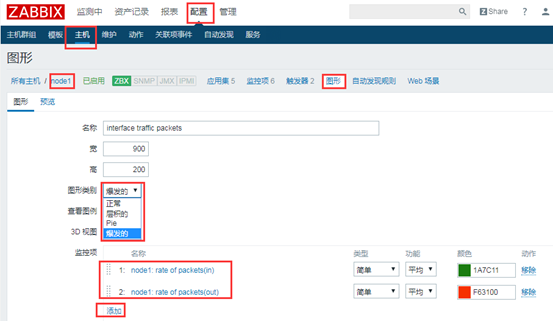 ZABBIX 监测中 资产记录 报表 配置 管理 Share ?
主机群组 模板 主机 维护 动作 关联项事件 自动发现 服务
图形
所有主机 / node1 已启用 ZBX SNMP JMX IPMI 应用集 5 监控项 6 触发器 2 图形 自动发现规则 Web 场景
图形 预览
名称 interface traffic packets
宽 900
高 200
图形类别 爆发的
正常
查看图例 层积的
Pie
3D 视图 爆发的
监控项 名称 类型 功能 颜色 动作
1: node1: rate of packets(in) 简单 平均 1A7C11 移除
2: node1: rate of packets(out) 简单 平均 F63100 移除
添加